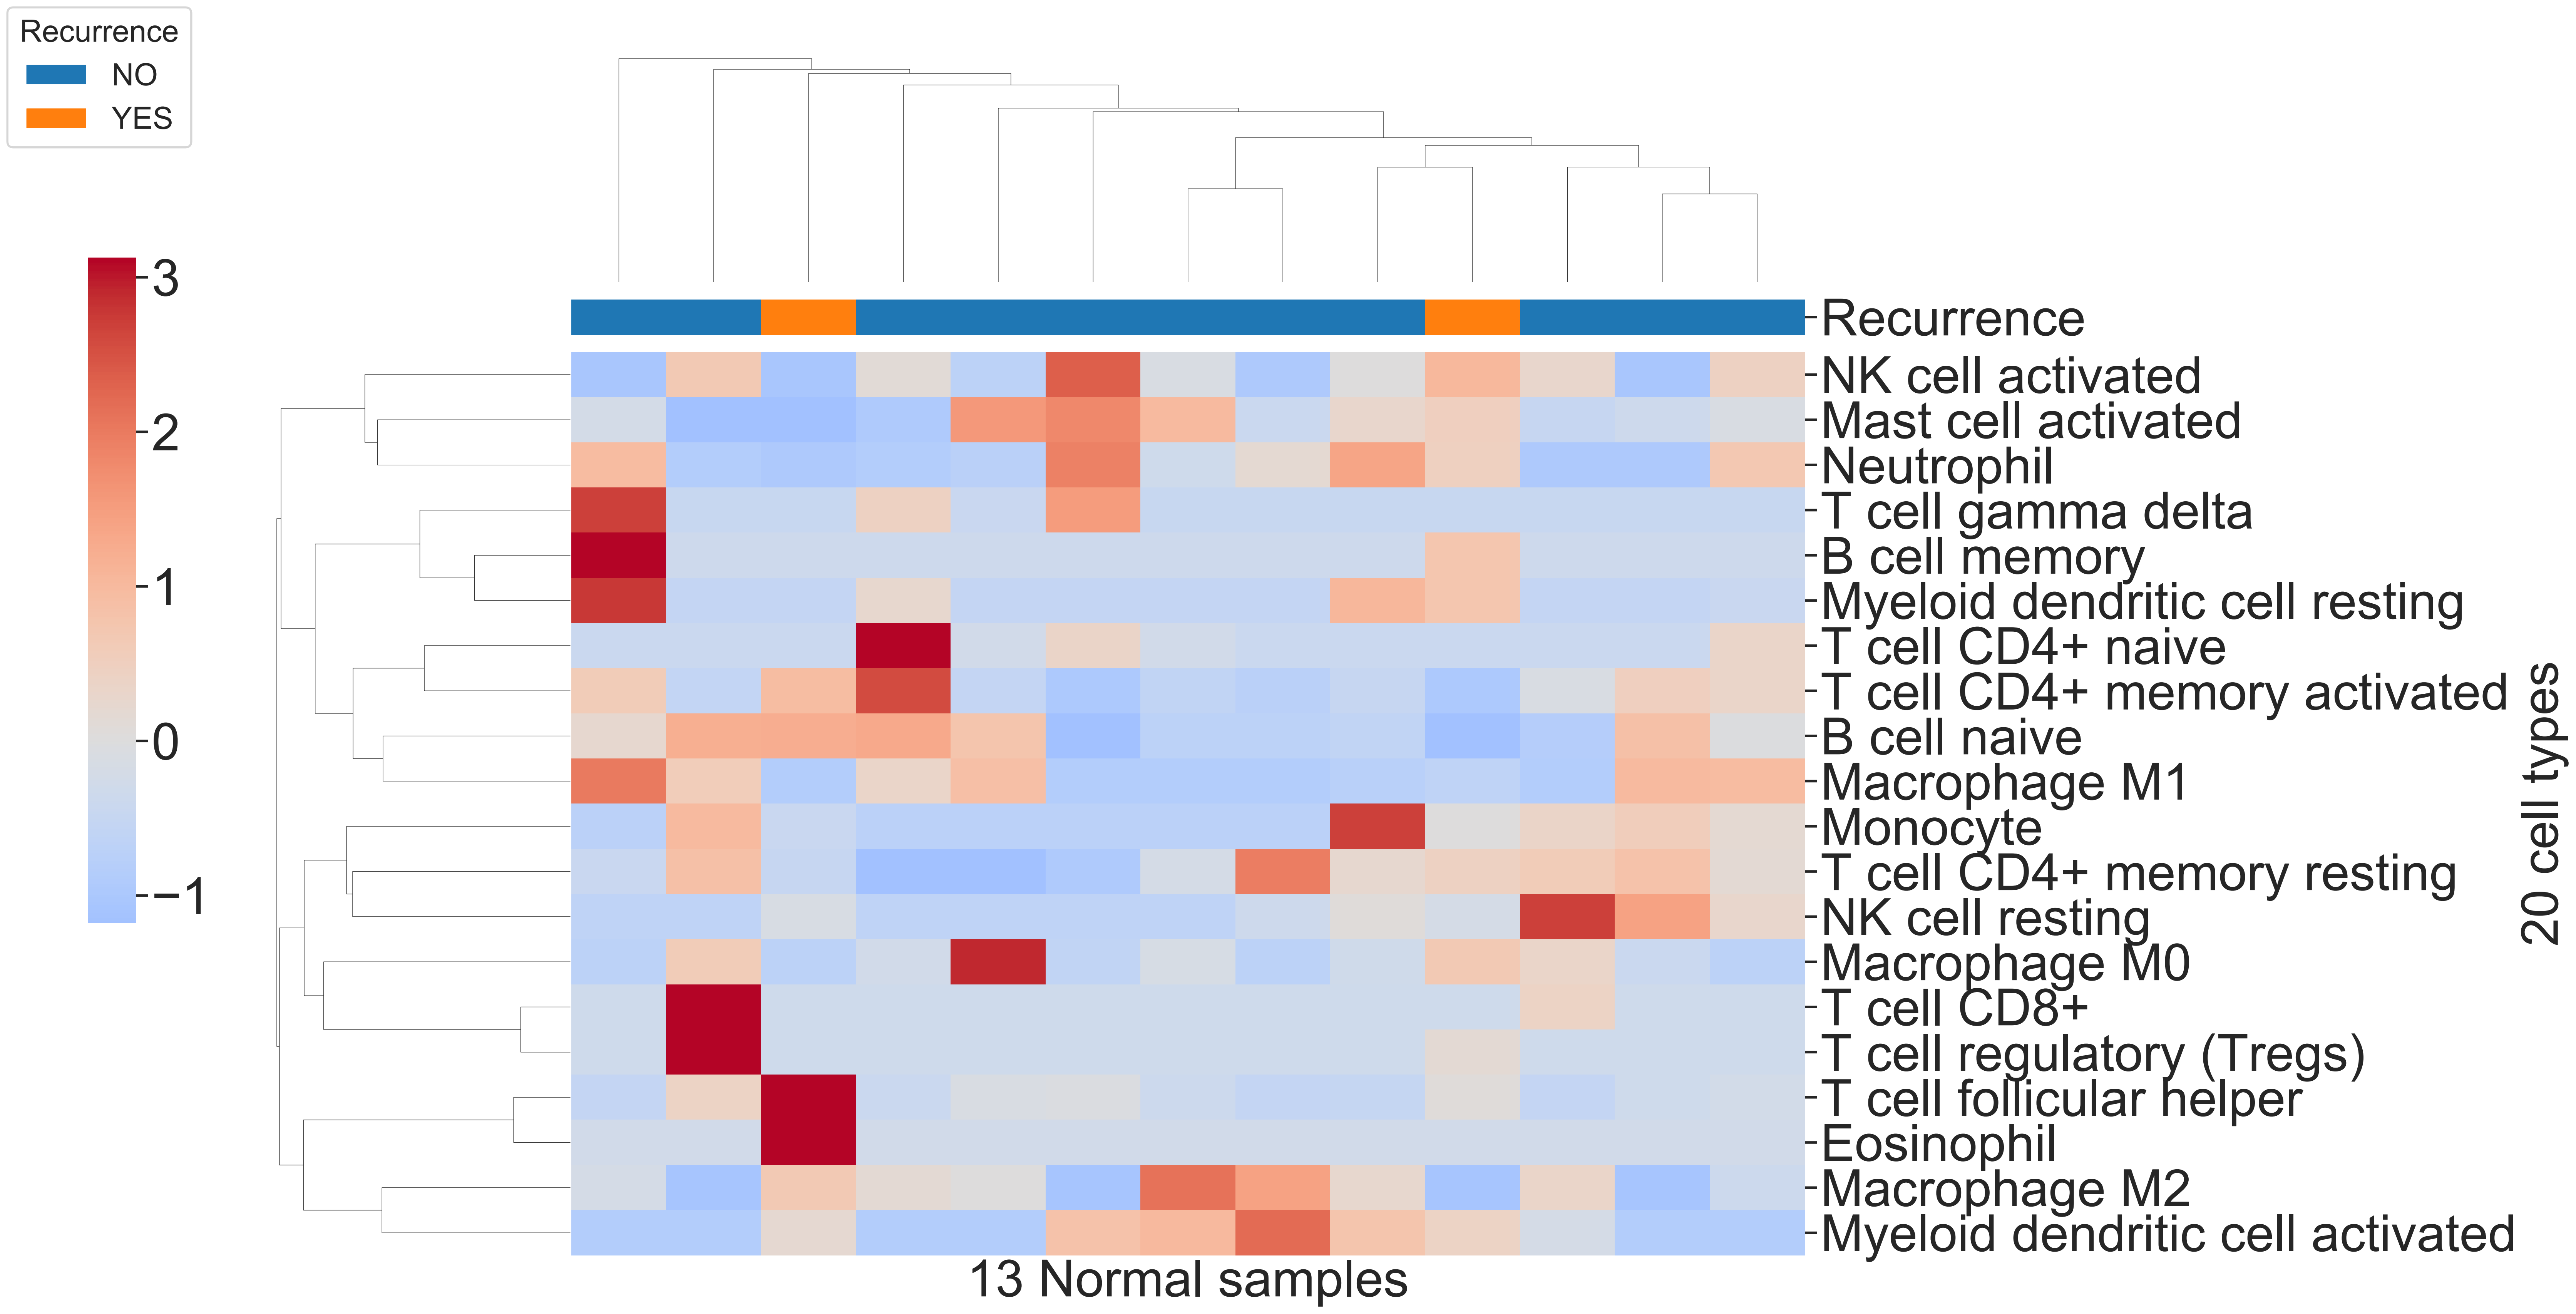 Recurrence
NO
YES
3
2
1
0
−1
Recurrence
NK cell activated
Mast cell activated
Neutrophil
T cell gamma delta
B cell memory
Myeloid dendritic cell resting
T cell CD4+ naive
T cell CD4+ memory activated
B cell naive
Macrophage M1
Monocyte
T cell CD4+ memory resting
NK cell resting
Macrophage M0
T cell CD8+
T cell regulatory (Tregs)
T cell follicular helper
Eosinophil
Macrophage M2
Myeloid dendritic cell activated
20 cell types
13 Normal samples